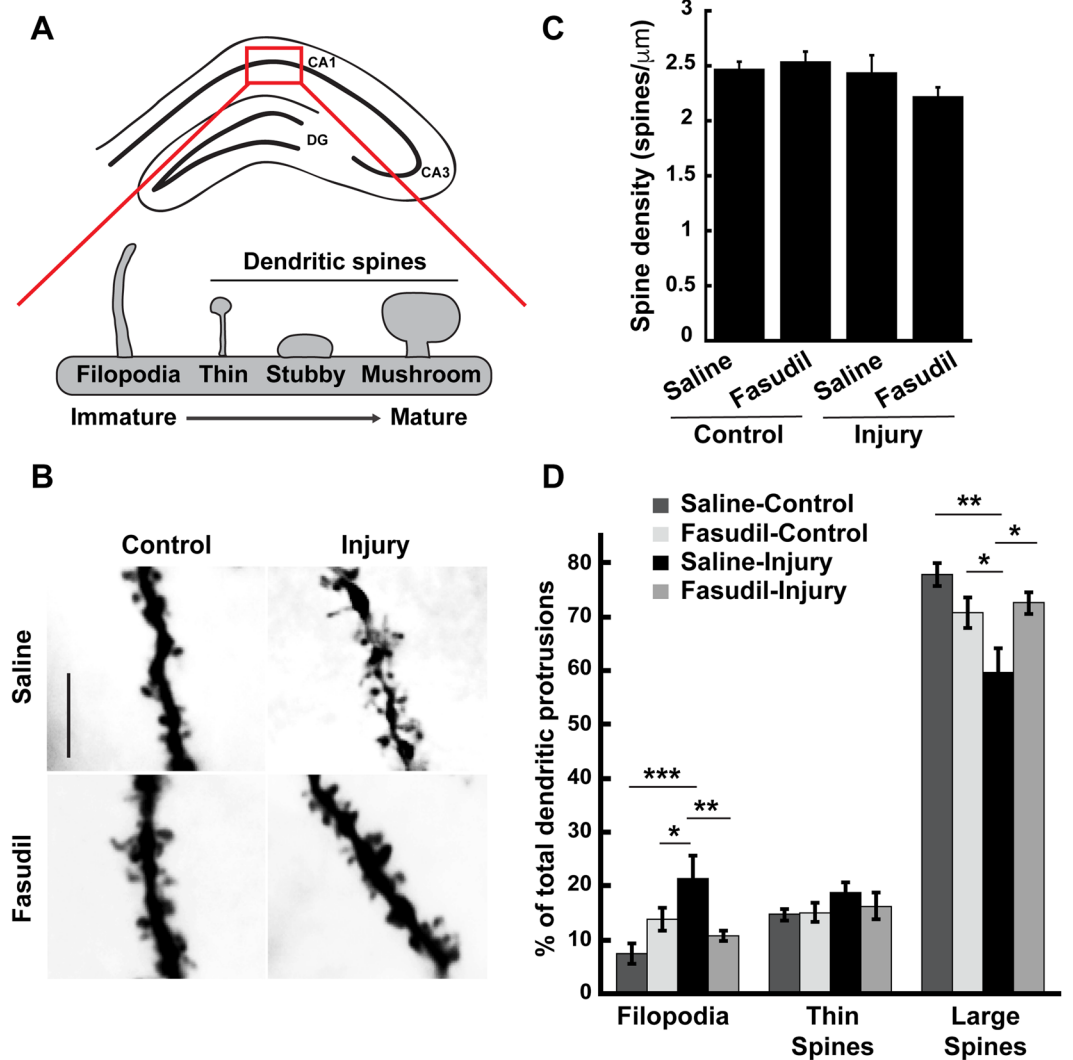 A
CA1
DG
CA3
Dendritic spines
Filopodia Thin Stubby Mushroom
Immature Mature
B
Control Injury
Saline
Fasudil
C
Spine density (spines/μm)
3
2.5
2
1.5
1
0.5
0
Saline Fasudil Saline Fasudil
Control Injury
D
Saline-Control
Fasudil-Control
Saline-Injury
Fasudil-Injury
% of total dendritic protrusions
80
70
60
50
40
30
20
10
0
***
**
*
**
*
*
Filopodia Thin Spines Large Spines